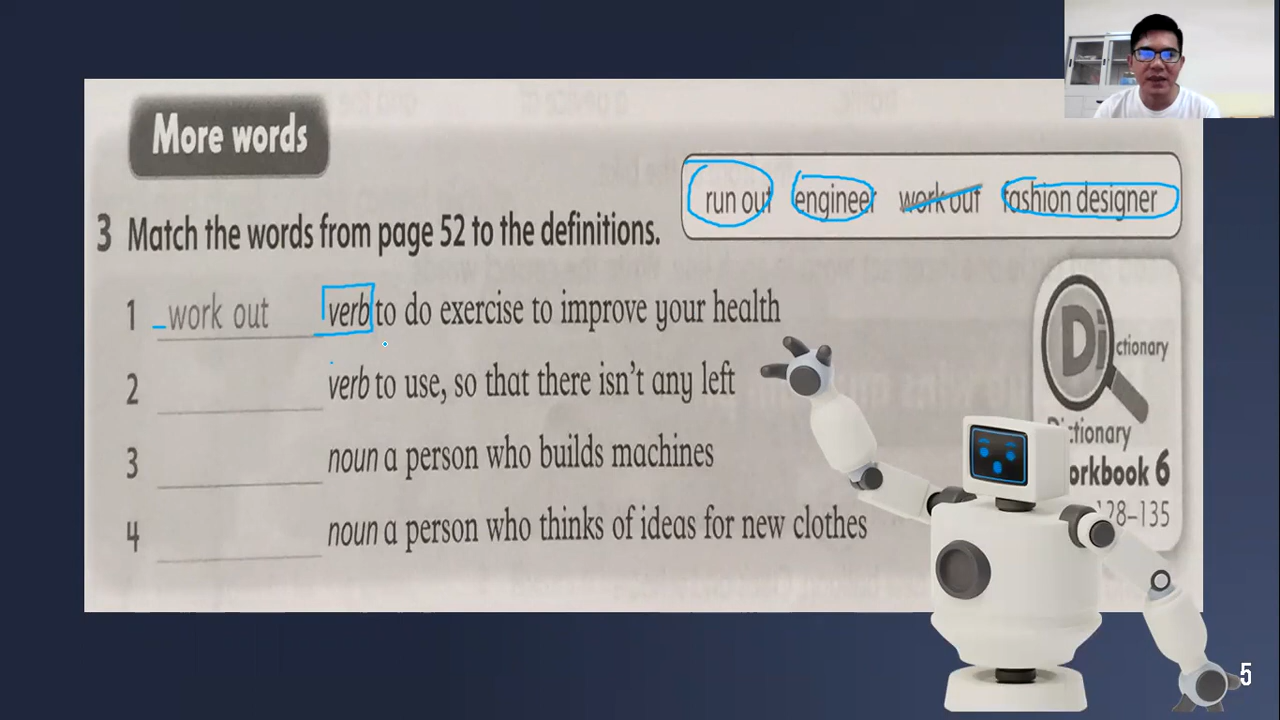 More words
run out engineer work out fashion designer
3 Match the words from page 52 to the definitions.
1 work out verb to do exercise to improve your health
2 verb to use, so that there isn't any left
3 noun a person who builds machines
4 noun a person who thinks of ideas for new clothes
Dictionary
Dictionary
orkbook 6
28–135
5